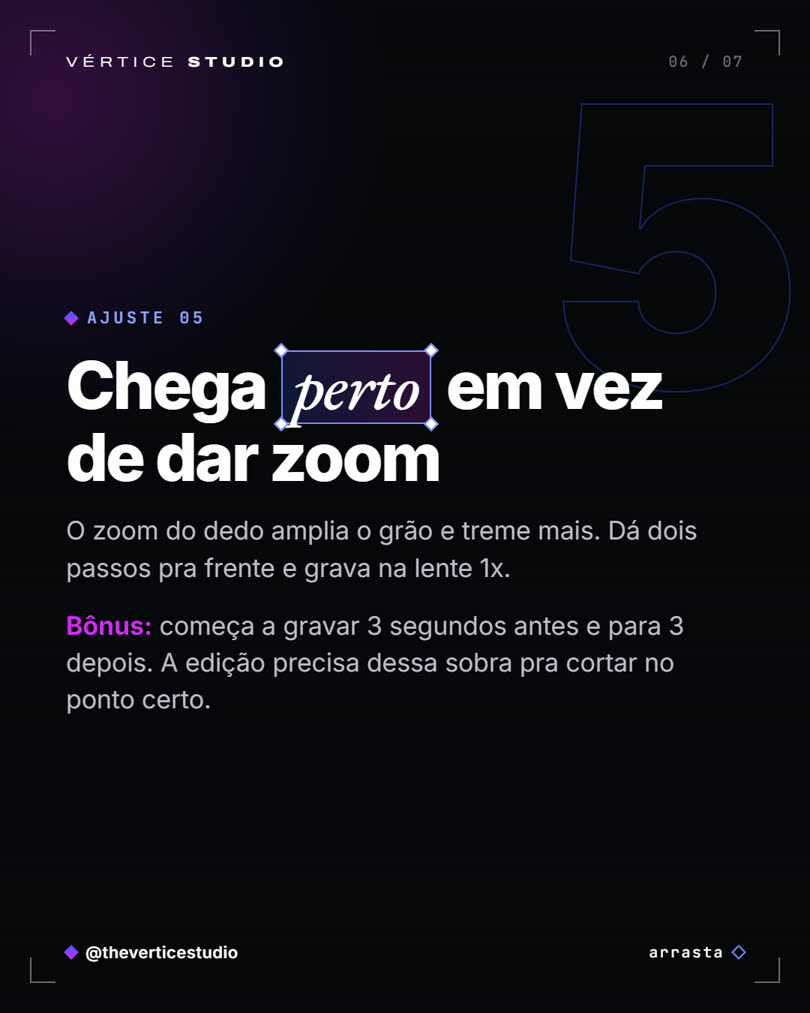 VÉRTICE STUDIO
06 / 07
5
AJUSTE 05
Chega perto em vez
de dar zoom
O zoom do dedo amplia o grão e treme mais. Dá dois
passos pra frente e grava na lente 1x.
Bônus: começa a gravar 3 segundos antes e para 3
depois. A edição precisa dessa sobra pra cortar no
ponto certo.
@theverticestudio
arrasta